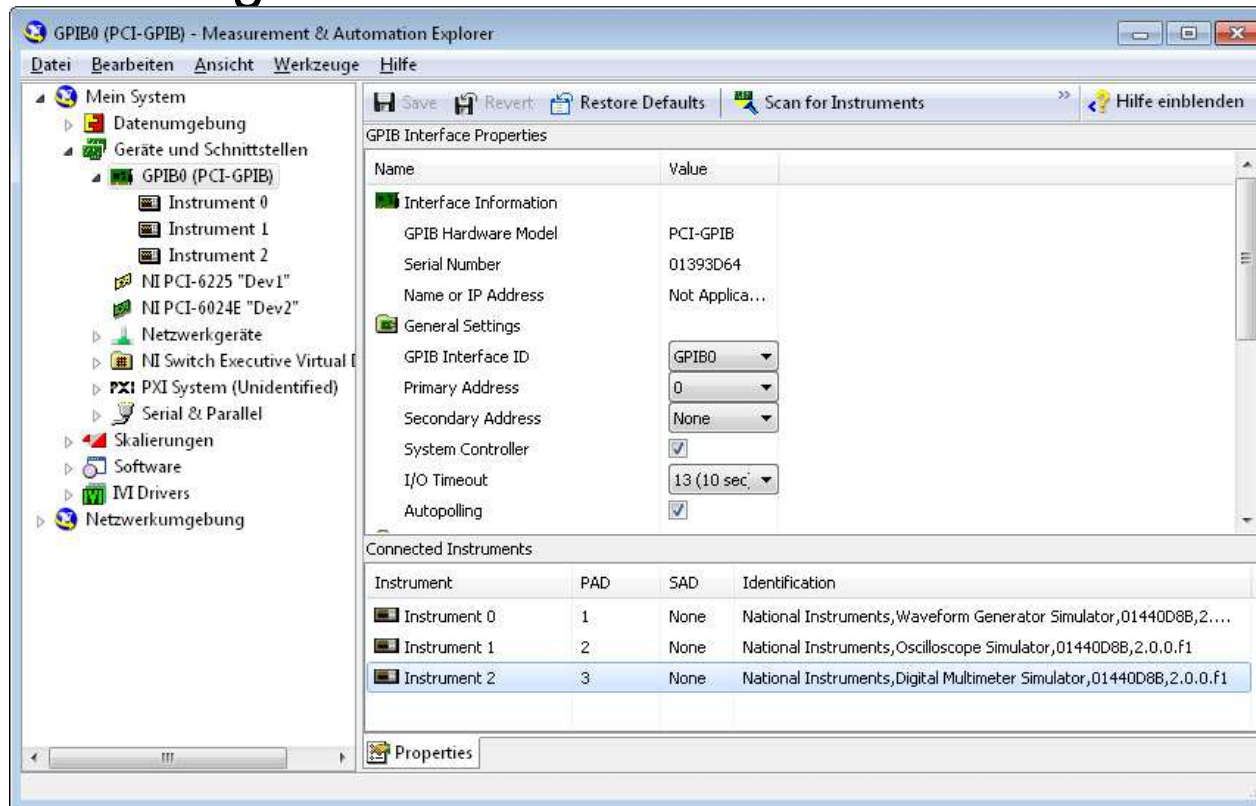 GPIB0 (PCI-GPIB) - Measurement & Automation Explorer
Datei Bearbeiten Ansicht Werkzeuge Hilfe
Mein System
Datenumgebung
Geräte und Schnittstellen
GPIB0 (PCI-GPIB)
Instrument 0
Instrument 1
Instrument 2
NI PCI-6225 "Dev1"
NI PCI-6024E "Dev2"
Netzwerkgeräte
NI Switch Executive Virtual
PXI PXI System (Unidentified)
Serial & Parallel
Skalierungen
Software
IVI IVI Drivers
Netzwerkumgebung
Save Revert Restore Defaults Scan for Instruments » Hilfe einblenden
GPIB Interface Properties
Name Value
Interface Information
GPIB Hardware Model PCI-GPIB
Serial Number 01393D64
Name or IP Address Not Applica...
General Settings
GPIB Interface ID GPIB0
Primary Address 0
Secondary Address None
System Controller
I/O Timeout 13 (10 sec)
Autopolling
Connected Instruments
Instrument PAD SAD Identification
Instrument 0 1 None National Instruments,Waveform Generator Simulator,01440D8B,2....
Instrument 1 2 None National Instruments,Oscilloscope Simulator,01440D8B,2.0.0.f1
Instrument 2 3 None National Instruments,Digital Multimeter Simulator,01440D8B,2.0.0.f1
Properties